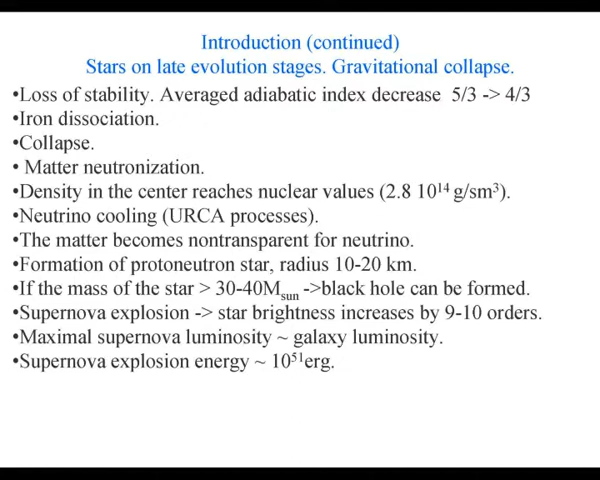 Introduction (continued)
Stars on late evolution stages. Gravitational collapse.
•Loss of stability. Averaged adiabatic index decrease 5/3 -> 4/3
•Iron dissociation.
•Collapse.
• Matter neutronization.
•Density in the center reaches nuclear values (2.8 10¹⁴ g/sm³).
•Neutrino cooling (URCA processes).
•The matter becomes nontransparent for neutrino.
•Formation of protoneutron star, radius 10-20 km.
•If the mass of the star > 30-40Mₛᵤₙ ->black hole can be formed.
•Supernova explosion -> star brightness increases by 9-10 orders.
•Maximal supernova luminosity ~ galaxy luminosity.
•Supernova explosion energy ~ 10⁵¹erg.